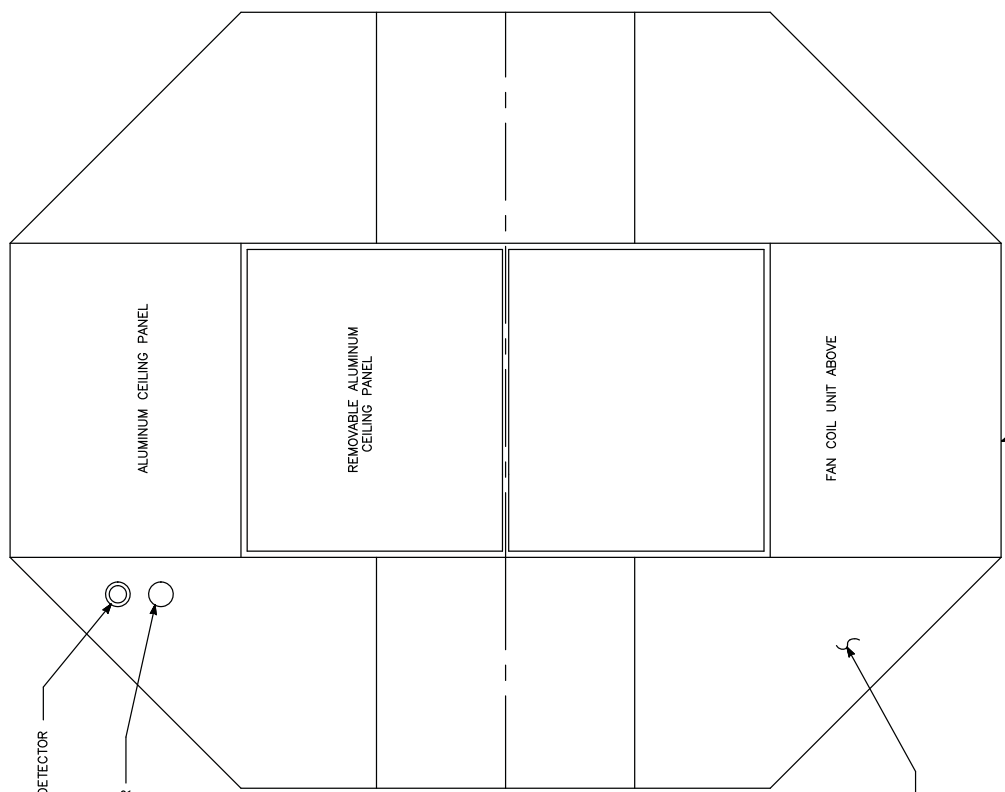 ALUMINUM CEILING PANEL
REMOVABLE ALUMINUM
CEILING PANEL
FAN COIL UNIT ABOVE
DETECTOR